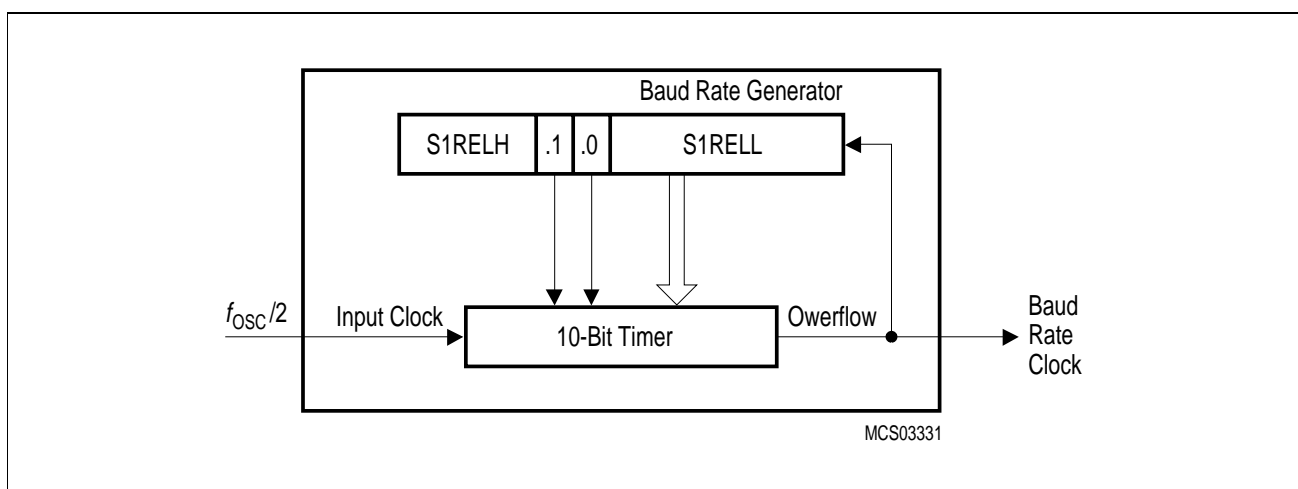 Baud Rate Generator
S1RELH .1 .0 S1RELL
fOSC/2 Input Clock 10-Bit Timer Owerflow
Baud
Rate
Clock
MCS03331